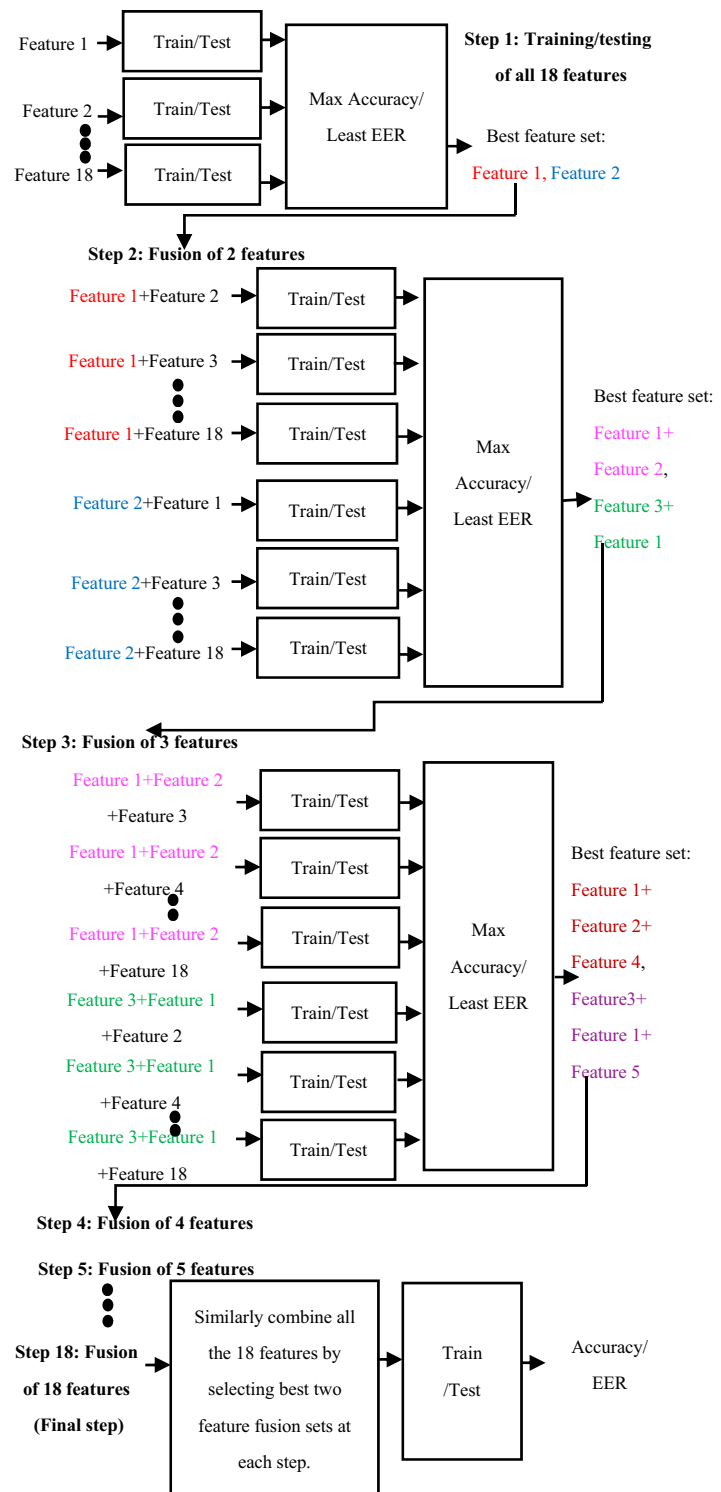 Feature 1
Train/Test
Step 1: Training/testing
of all 18 features
Feature 2
Train/Test
Max Accuracy/
Least EER
Feature 18
Train/Test
Best feature set:
Feature 1, Feature 2
Step 2: Fusion of 2 features
Feature 1+Feature 2
Train/Test
Feature 1+Feature 3
Train/Test
Feature 1+Feature 18
Train/Test
Feature 2+Feature 1
Train/Test
Feature 2+Feature 3
Train/Test
Feature 2+Feature 18
Train/Test
Max
Accuracy/
Least EER
Best feature set:
Feature 1+
Feature 2,
Feature 3+
Feature 1
Step 3: Fusion of 3 features
Feature 1+Feature 2
+Feature 3
Train/Test
Feature 1+Feature 2
+Feature 4
Train/Test
Feature 1+Feature 2
+Feature 18
Train/Test
Feature 3+Feature 1
+Feature 2
Train/Test
Feature 3+Feature 1
+Feature 4
Train/Test
Feature 3+Feature 1
+Feature 18
Train/Test
Max
Accuracy/
Least EER
Best feature set:
Feature 1+
Feature 2+
Feature 4,
Feature3+
Feature 1+
Feature 5
Step 4: Fusion of 4 features
Step 5: Fusion of 5 features
Step 18: Fusion
of 18 features
(Final step)
Similarly combine all
the 18 features by
selecting best two
feature fusion sets at
each step.
Train
/Test
Accuracy/
EER